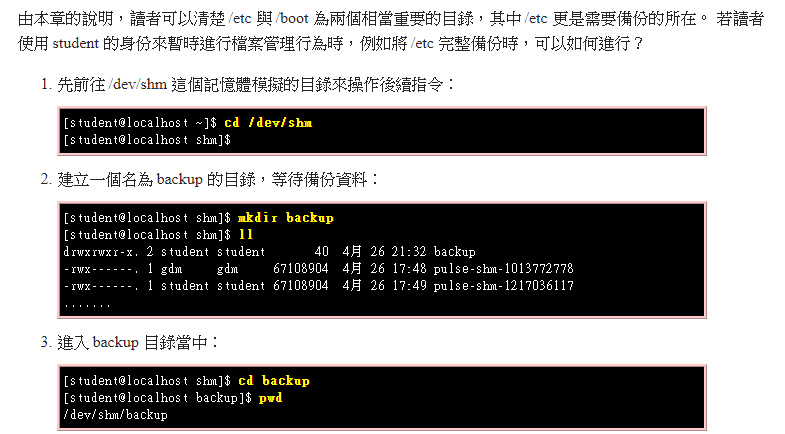 由本章的說明，讀者可以清楚 /etc 與 /boot 為兩個相當重要的目錄，其中 /etc 更是需要備份的所在。 若讀者
使用 student 的身份來暫時進行檔案管理行為時，例如將 /etc 完整備份時，可以如何進行？
1. 先前往 /dev/shm 這個記憶體模擬的目錄來操作後續指令：
[student@localhost ~]$ cd /dev/shm
[student@localhost shm]$
2. 建立一個名為 backup 的目錄，等待備份資料：
[student@localhost shm]$ mkdir backup
[student@localhost shm]$ ll
drwxrwxr-x. 2 student student       40  4月 26 21:32 backup
-rwx------. 1 gdm     gdm     67108904  4月 26 17:48 pulse-shm-1013772778
-rwx------. 1 student student 67108904  4月 26 17:49 pulse-shm-1217036117
.......
3. 進入 backup 目錄當中：
[student@localhost shm]$ cd backup
[student@localhost backup]$ pwd
/dev/shm/backup